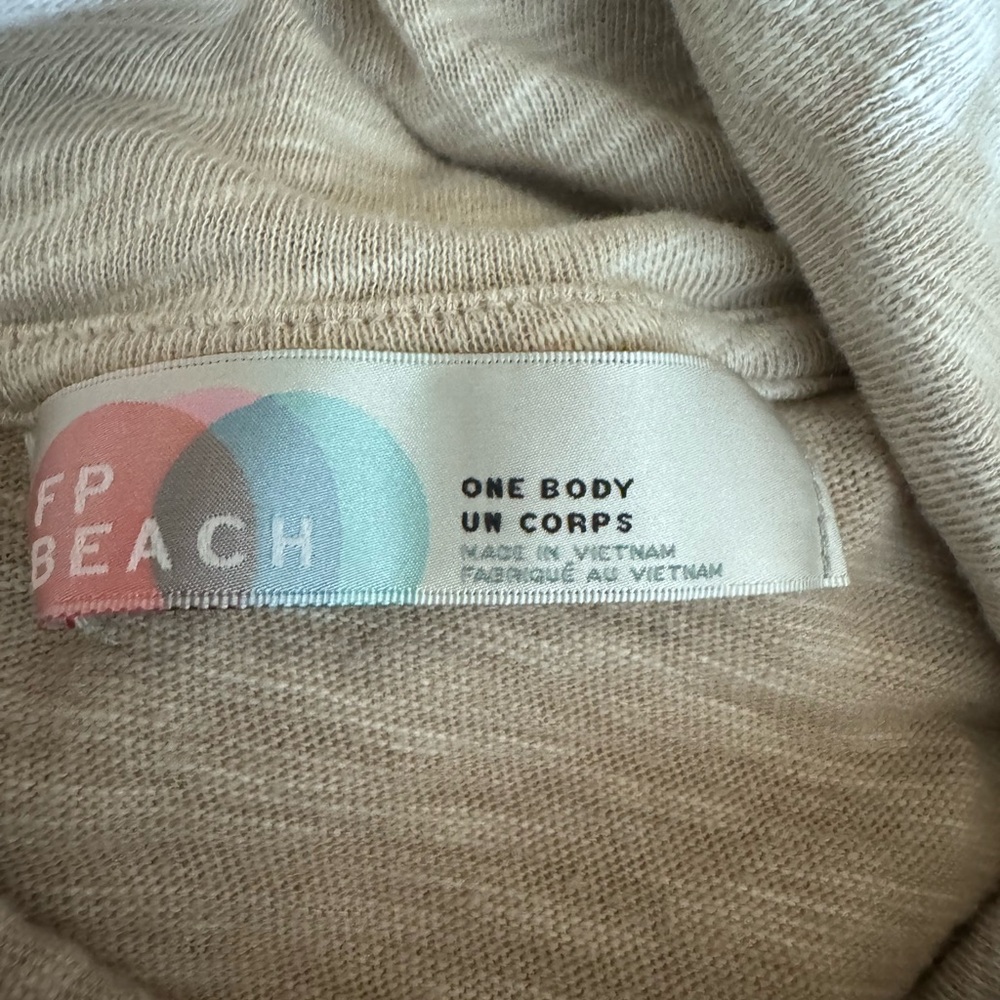 FP
BEACH
ONE BODY
UN CORPS
MADE IN VIETNAM
FABRIQUÉ AU VIETNAM